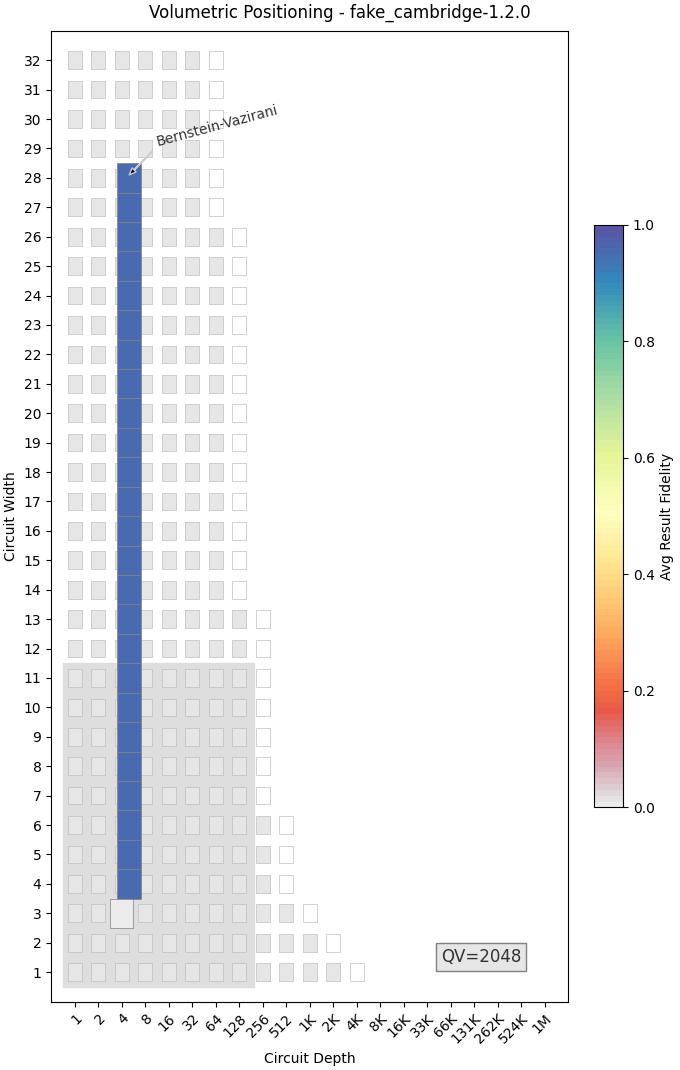 Volumetric Positioning - fake_cambridge-1.2.0
32
31
30
29
28
27
26
25
24
23
22
21
20
19
18
17
16
15
14
13
12
11
10
9
8
7
6
5
4
3
2
1
Circuit Width
Bernstein-Vazirani
QV=2048
1
2
4
8
16
32
64
128
256
512
1K
2K
4K
8K
16K
33K
66K
131K
262K
524K
1M
Circuit Depth
1.0
0.8
0.6
0.4
0.2
0.0
Avg Result Fidelity